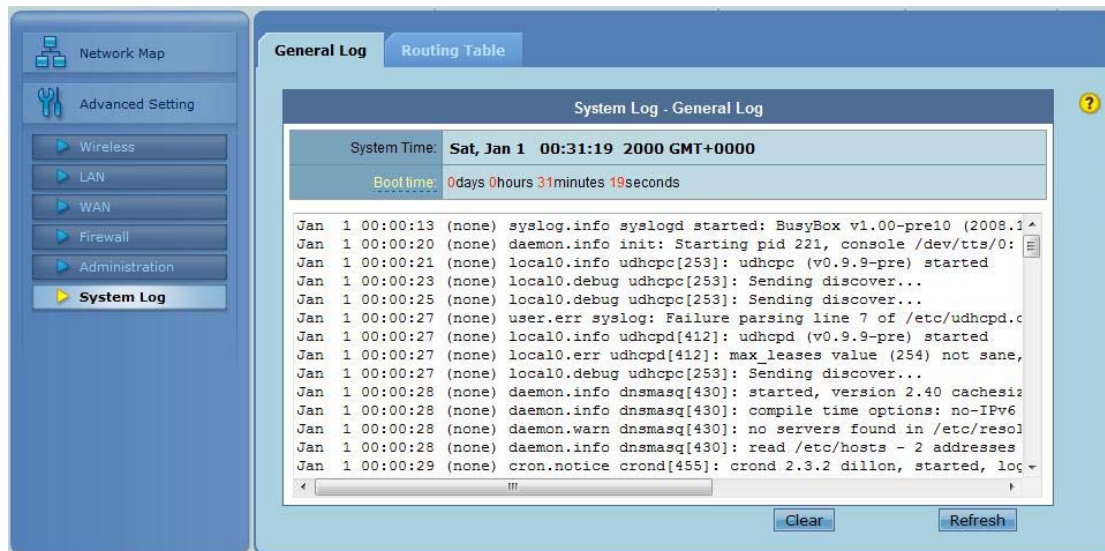 Network Map
Advanced Setting
Wireless
LAN
WAN
Firewall
Administration
System Log
General Log
Routing Table
System Log - General Log
?
System Time: Sat, Jan 1 00:31:19 2000 GMT+0000
Boot time: 0days 0hours 31minutes 19seconds
Jan 1 00:00:13 (none) syslog.info syslogd started: BusyBox v1.00-pre10 (2008.1
Jan 1 00:00:20 (none) daemon.info init: Starting pid 221, console /dev/tts/0:
Jan 1 00:00:21 (none) local0.info udhcpc[253]: udhcpc (v0.9.9-pre) started
Jan 1 00:00:23 (none) local0.debug udhcpc[253]: Sending discover...
Jan 1 00:00:25 (none) local0.debug udhcpc[253]: Sending discover...
Jan 1 00:00:27 (none) user.err syslog: Failure parsing line 7 of /etc/udhcpd.c
Jan 1 00:00:27 (none) local0.info udhcpd[412]: udhcpd (v0.9.9-pre) started
Jan 1 00:00:27 (none) local0.err udhcpd[412]: max_leases value (254) not sane,
Jan 1 00:00:27 (none) local0.debug udhcpc[253]: Sending discover...
Jan 1 00:00:28 (none) daemon.info dnsmasq[430]: started, version 2.40 cachesiz
Jan 1 00:00:28 (none) daemon.info dnsmasq[430]: compile time options: no-IPv6
Jan 1 00:00:28 (none) daemon.warn dnsmasq[430]: no servers found in /etc/resol
Jan 1 00:00:28 (none) daemon.info dnsmasq[430]: read /etc/hosts - 2 addresses
Jan 1 00:00:29 (none) cron.notice crond[455]: crond 2.3.2 dillon, started, log
Clear
Refresh